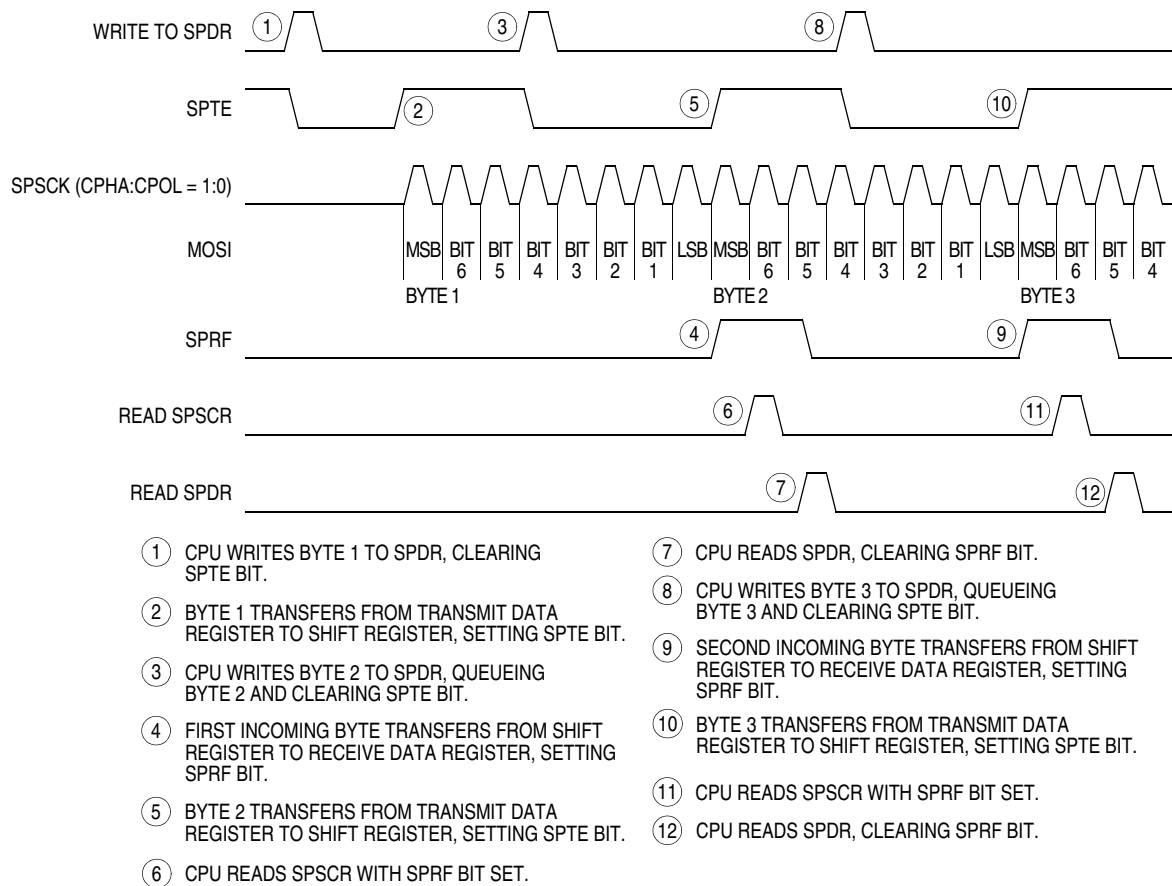 WRITE TO SPDR
1
3
8
SPTE
2
5
10
SPSCK (CPHA:CPOL = 1:0)
MOSI
MSB BIT 6 BIT 5 BIT 4 BIT 3 BIT 2 BIT 1 LSB MSB BIT 6 BIT 5 BIT 4 BIT 3 BIT 2 BIT 1 LSB MSB BIT 6 BIT 5 BIT 4
BYTE 1
BYTE 2
BYTE 3
SPRF
4
9
READ SPSCR
6
11
READ SPDR
7
12
1 CPU WRITES BYTE 1 TO SPDR, CLEARING
SPTE BIT.
2 BYTE 1 TRANSFERS FROM TRANSMIT DATA
REGISTER TO SHIFT REGISTER, SETTING SPTE BIT.
3 CPU WRITES BYTE 2 TO SPDR, QUEUEING
BYTE 2 AND CLEARING SPTE BIT.
4 FIRST INCOMING BYTE TRANSFERS FROM SHIFT
REGISTER TO RECEIVE DATA REGISTER, SETTING
SPRF BIT.
5 BYTE 2 TRANSFERS FROM TRANSMIT DATA
REGISTER TO SHIFT REGISTER, SETTING SPTE BIT.
6 CPU READS SPSCR WITH SPRF BIT SET.
7 CPU READS SPDR, CLEARING SPRF BIT.
8 CPU WRITES BYTE 3 TO SPDR, QUEUEING
BYTE 3 AND CLEARING SPTE BIT.
9 SECOND INCOMING BYTE TRANSFERS FROM SHIFT
REGISTER TO RECEIVE DATA REGISTER, SETTING
SPRF BIT.
10 BYTE 3 TRANSFERS FROM TRANSMIT DATA
REGISTER TO SHIFT REGISTER, SETTING SPTE BIT.
11 CPU READS SPSCR WITH SPRF BIT SET.
12 CPU READS SPDR, CLEARING SPRF BIT.